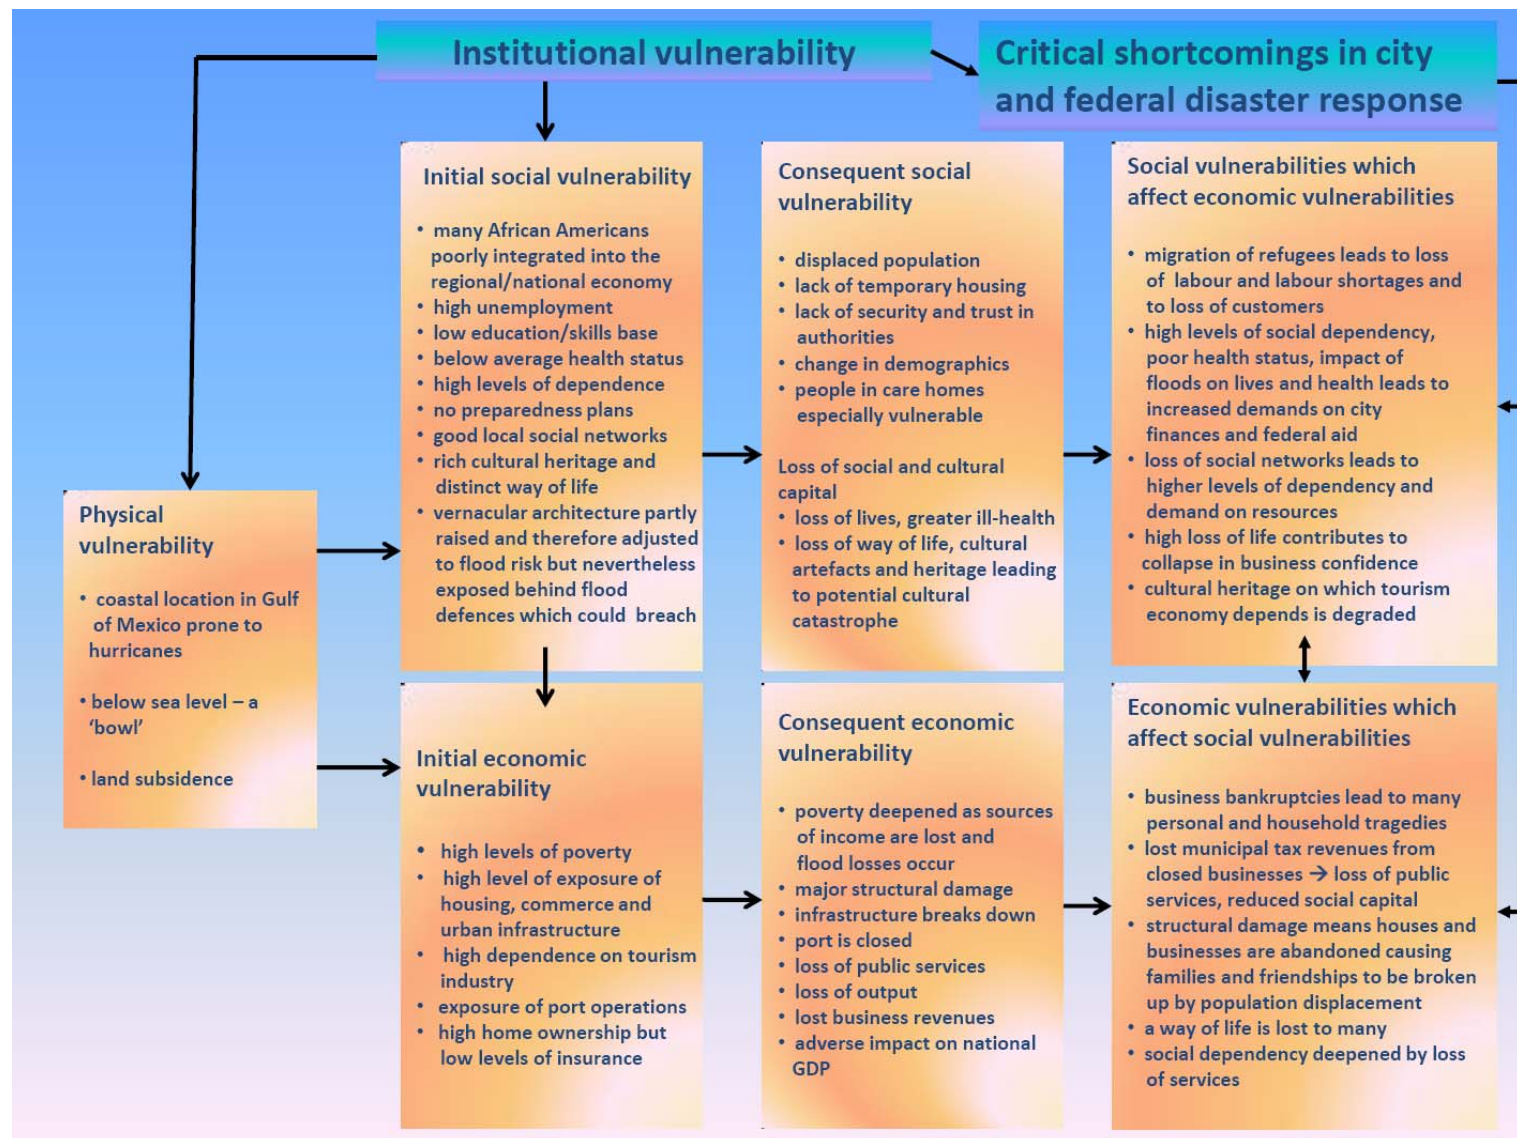 Institutional vulnerability
Critical shortcomings in city
and federal disaster response
Physical
vulnerability
• coastal location in Gulf
of Mexico prone to
hurricanes
• below sea level – a
‘bowl’
• land subsidence
Initial social vulnerability
• many African Americans
poorly integrated into the
regional/national economy
• high unemployment
• low education/skills base
• below average health status
• high levels of dependence
• no preparedness plans
• good local social networks
• rich cultural heritage and
distinct way of life
• vernacular architecture partly
raised and therefore adjusted
to flood risk but nevertheless
exposed behind flood
defences which could breach
Initial economic
vulnerability
• high levels of poverty
• high level of exposure of
housing, commerce and
urban infrastructure
• high dependence on tourism
industry
• exposure of port operations
• high home ownership but
low levels of insurance
Consequent social
vulnerability
• displaced population
• lack of temporary housing
• lack of security and trust in
authorities
• change in demographics
• people in care homes
especially vulnerable
Loss of social and cultural
capital
• loss of lives, greater ill-health
• loss of way of life, cultural
artefacts and heritage leading
to potential cultural
catastrophe
Consequent economic
vulnerability
• poverty deepened as sources
of income are lost and
flood losses occur
• major structural damage
• infrastructure breaks down
• port is closed
• loss of public services
• loss of output
• lost business revenues
• adverse impact on national
GDP
Social vulnerabilities which
affect economic vulnerabilities
• migration of refugees leads to loss
of labour and labour shortages and
to loss of customers
• high levels of social dependency,
poor health status, impact of
floods on lives and health leads to
increased demands on city
finances and federal aid
• loss of social networks leads to
higher levels of dependency and
demand on resources
• high loss of life contributes to
collapse in business confidence
• cultural heritage on which tourism
economy depends is degraded
Economic vulnerabilities which
affect social vulnerabilities
• business bankruptcies lead to many
personal and household tragedies
• lost municipal tax revenues from
closed businesses → loss of public
services, reduced social capital
• structural damage means houses and
businesses are abandoned causing
families and friendships to be broken
up by population displacement
• a way of life is lost to many
• social dependency deepened by loss
of services